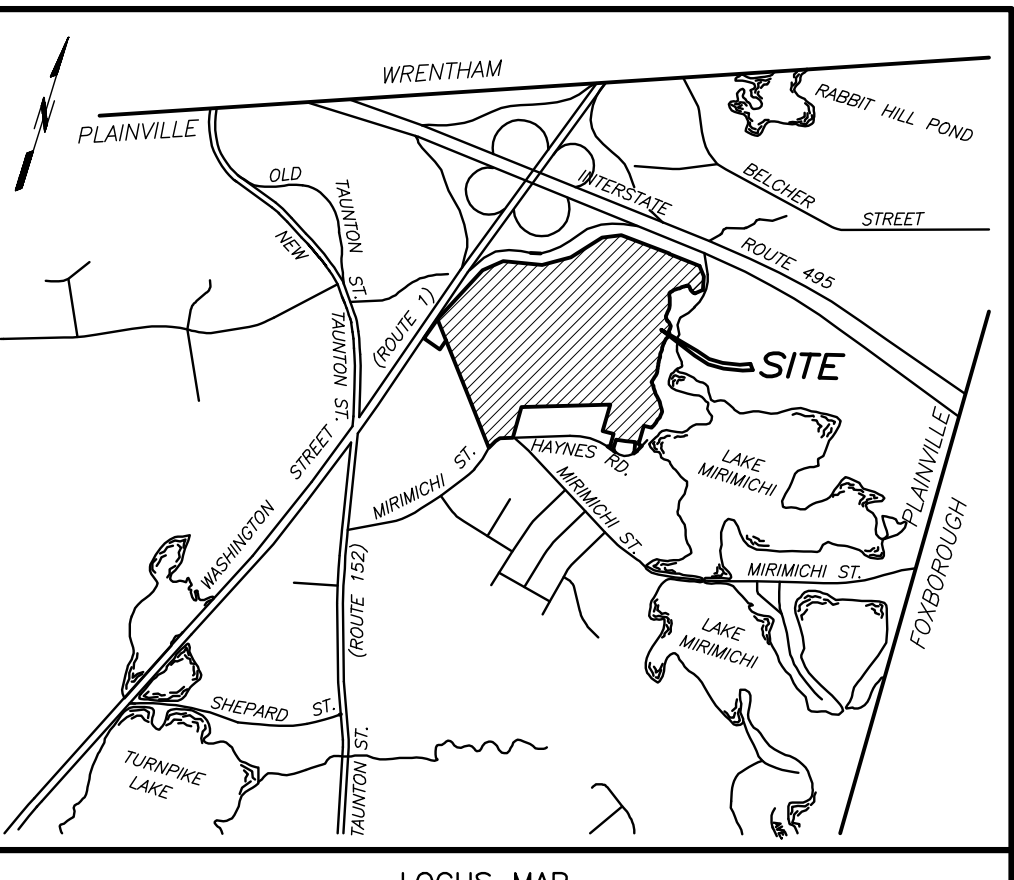 WRENTHAM
PLAINVILLE
RABBIT HILL POND
OLD
TAUNTON
ST.
NEW
TAUNTON ST.
INTERSTATE
ROUTE 495
BELCHER
STREET
(ROUTE 1)
SITE
WASHINGTON
STREET
MIRIMICHI ST.
HAYNES RD.
MIRIMICHI ST.
LAKE
MIRIMICHI
PLAINVILLE
FOXBOROUGH
MIRIMICHI ST.
LAKE
MIRIMICHI
(ROUTE 152)
SHEPARD ST.
TAUNTON ST.
TURNPIKE
LAKE
AVE.
LOCUS MAP